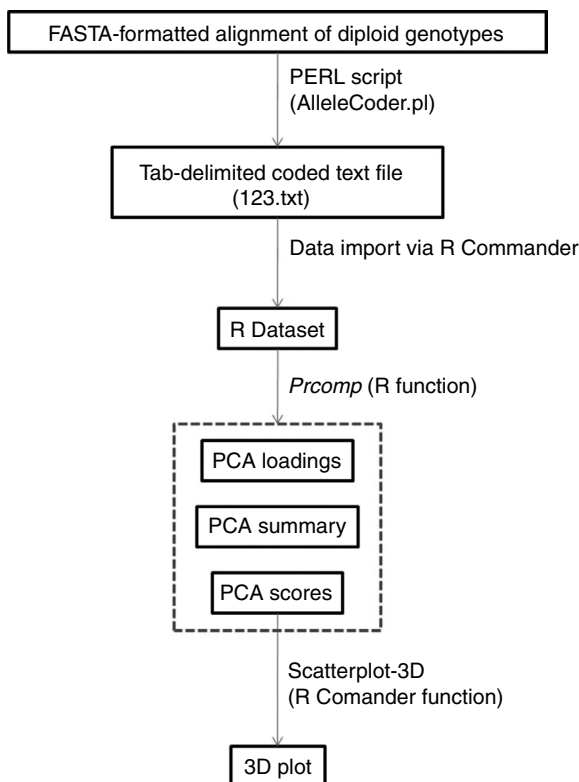 FASTA-formatted alignment of diploid genotypes
PERL script
(AlleleCoder.pl)
Tab-delimited coded text file
(123.txt)
Data import via R Commander
R Dataset
Prcomp (R function)
PCA loadings
PCA summary
PCA scores
Scatterplot-3D
(R Comander function)
3D plot